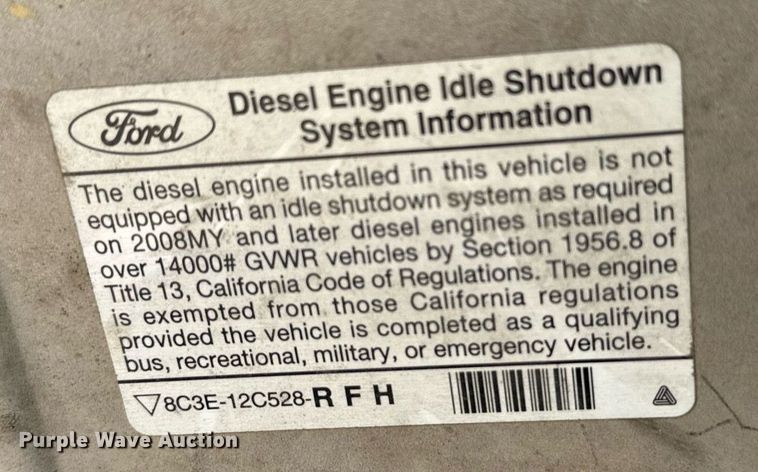 Ford
Diesel Engine Idle Shutdown
System Information
The diesel engine installed in this vehicle is not
equipped with an idle shutdown system as required
on 2008MY and later diesel engines installed in
over 14000# GVWR vehicles by Section 1956.8 of
Title 13, California Code of Regulations. The engine
is exempted from those California regulations
provided the vehicle is completed as a qualifying
bus, recreational, military, or emergency vehicle.
8C3E-12C528-R F H
Purple Wave Auction